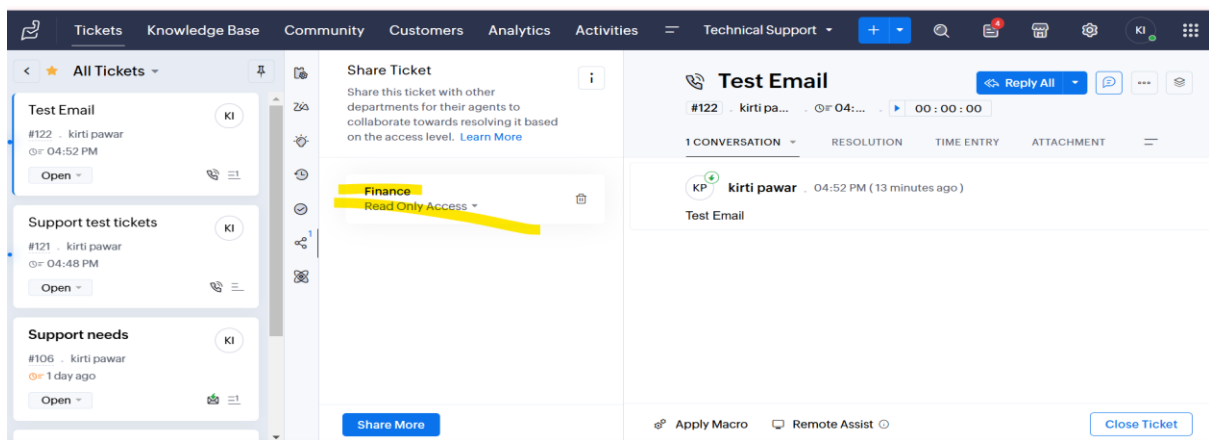 Tickets Knowledge Base Community Customers Analytics Activities Technical Support + 4 KI
All Tickets
Test Email KI
#122 . kirti pawar
04:52 PM
Open 1
Support test tickets KI
#121 . kirti pawar
04:48 PM
Open
Support needs KI
#106 . kirti pawar
1 day ago
Open 1
1
Share Ticket i
Share this ticket with other
departments for their agents to
collaborate towards resolving it based
on the access level. Learn More
Finance
Read Only Access
Share More
Test Email Reply All
#122 . kirti pa... . 04:... . 00 : 00 : 00
1 CONVERSATION RESOLUTION TIME ENTRY ATTACHMENT
KP kirti pawar . 04:52 PM ( 13 minutes ago )
Test Email
Apply Macro Remote Assist Close Ticket